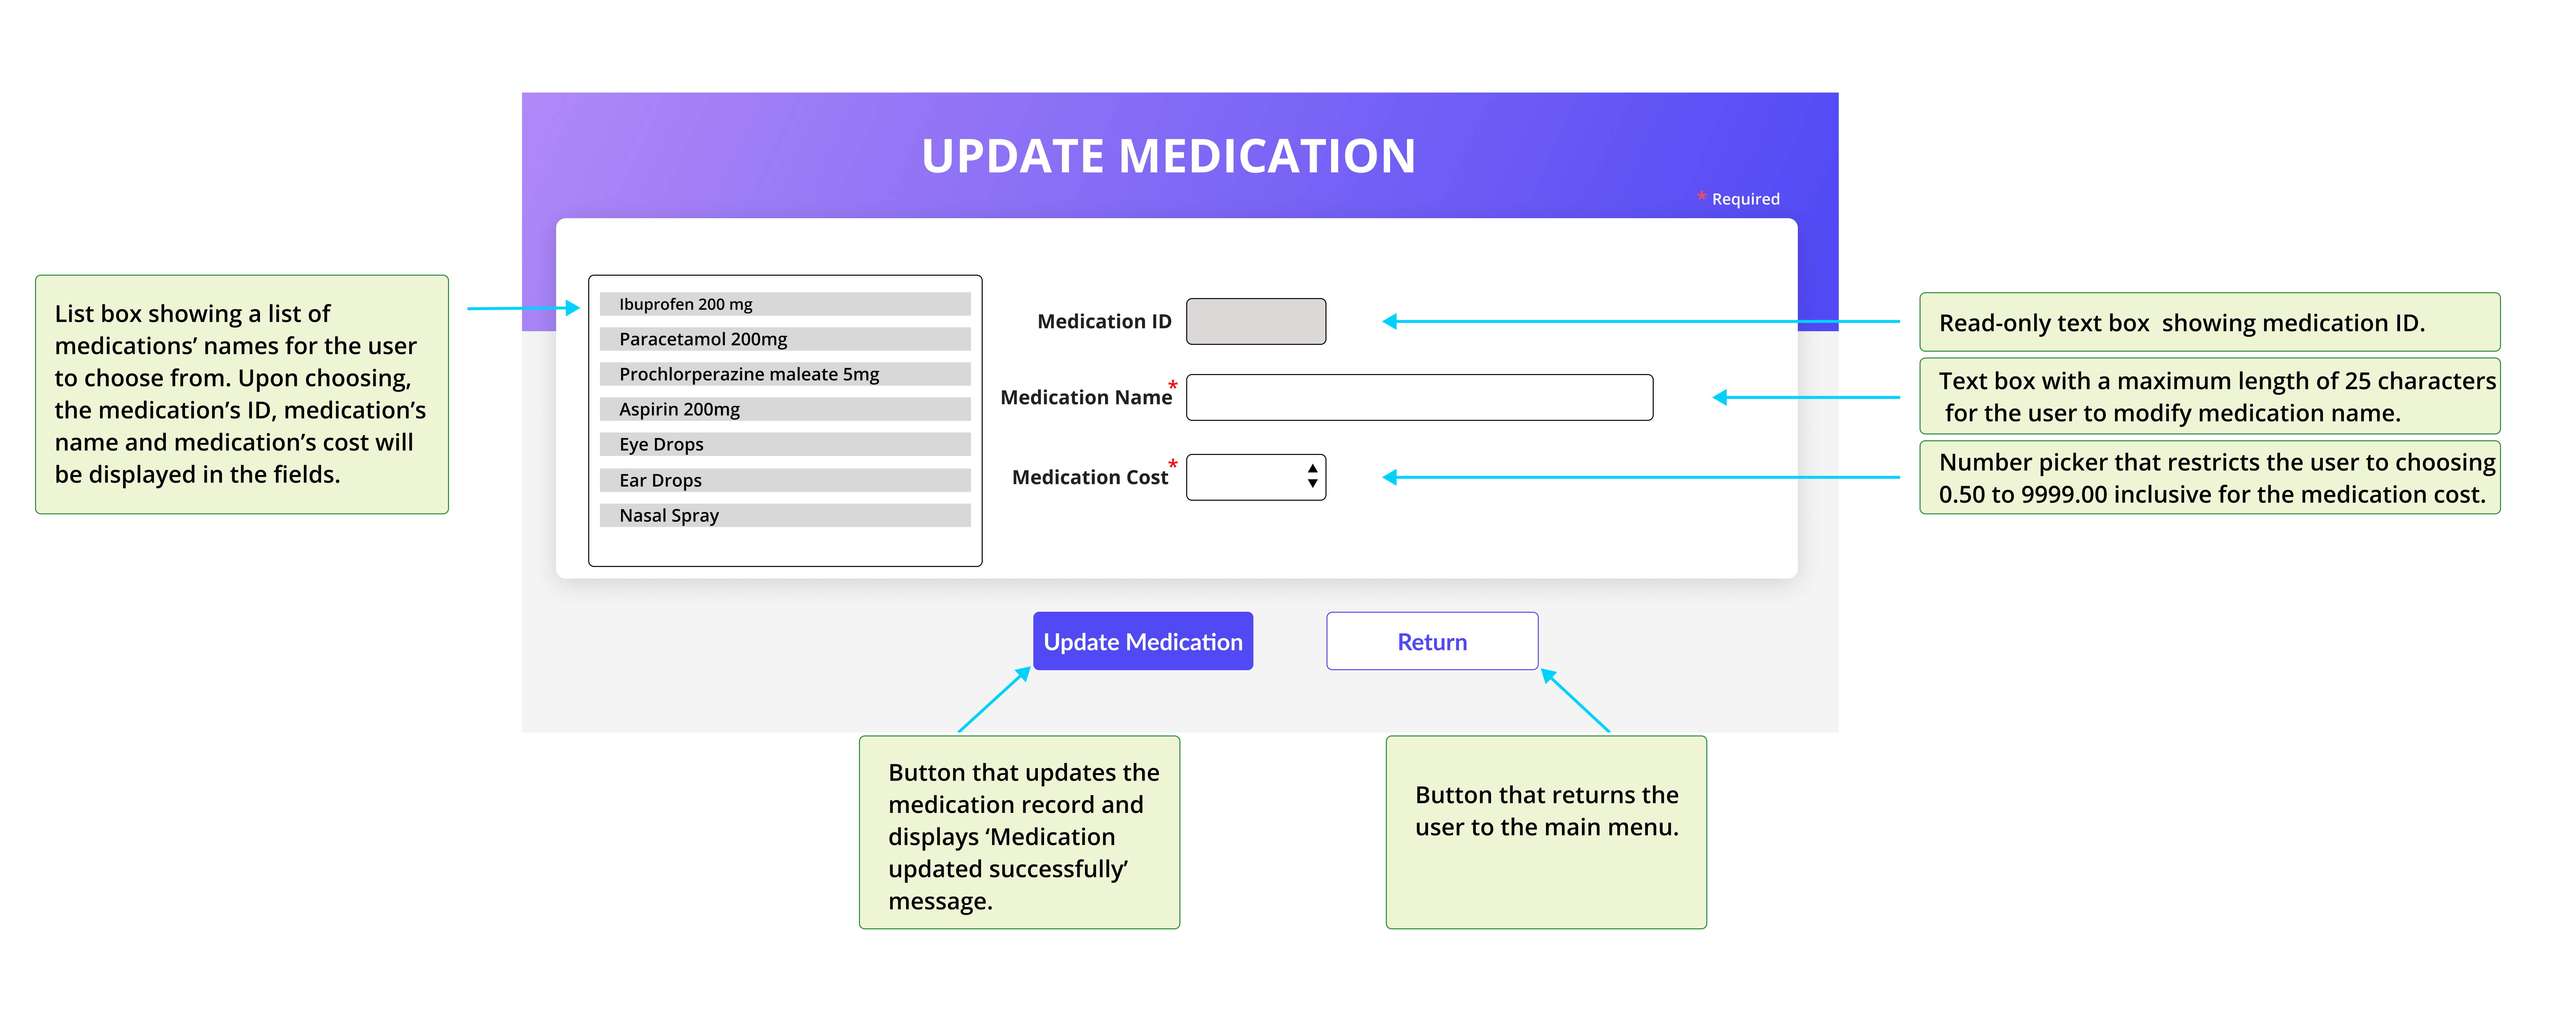 UPDATE MEDICATION
* Required
List box showing a list of
medications’ names for the user
to choose from. Upon choosing,
the medication’s ID, medication’s
name and medication’s cost will
be displayed in the fields.
Ibuprofen 200 mg
Paracetamol 200mg
Prochlorperazine maleate 5mg
Aspirin 200mg
Eye Drops
Ear Drops
Nasal Spray
Medication ID
Medication Name*
Medication Cost*
Read-only text box  showing medication ID.
Text box with a maximum length of 25 characters
for the user to modify medication name.
Number picker that restricts the user to choosing
0.50 to 9999.00 inclusive for the medication cost.
Update Medication
Return
Button that updates the
medication record and
displays ‘Medication
updated successfully’
message.
Button that returns the
user to the main menu.